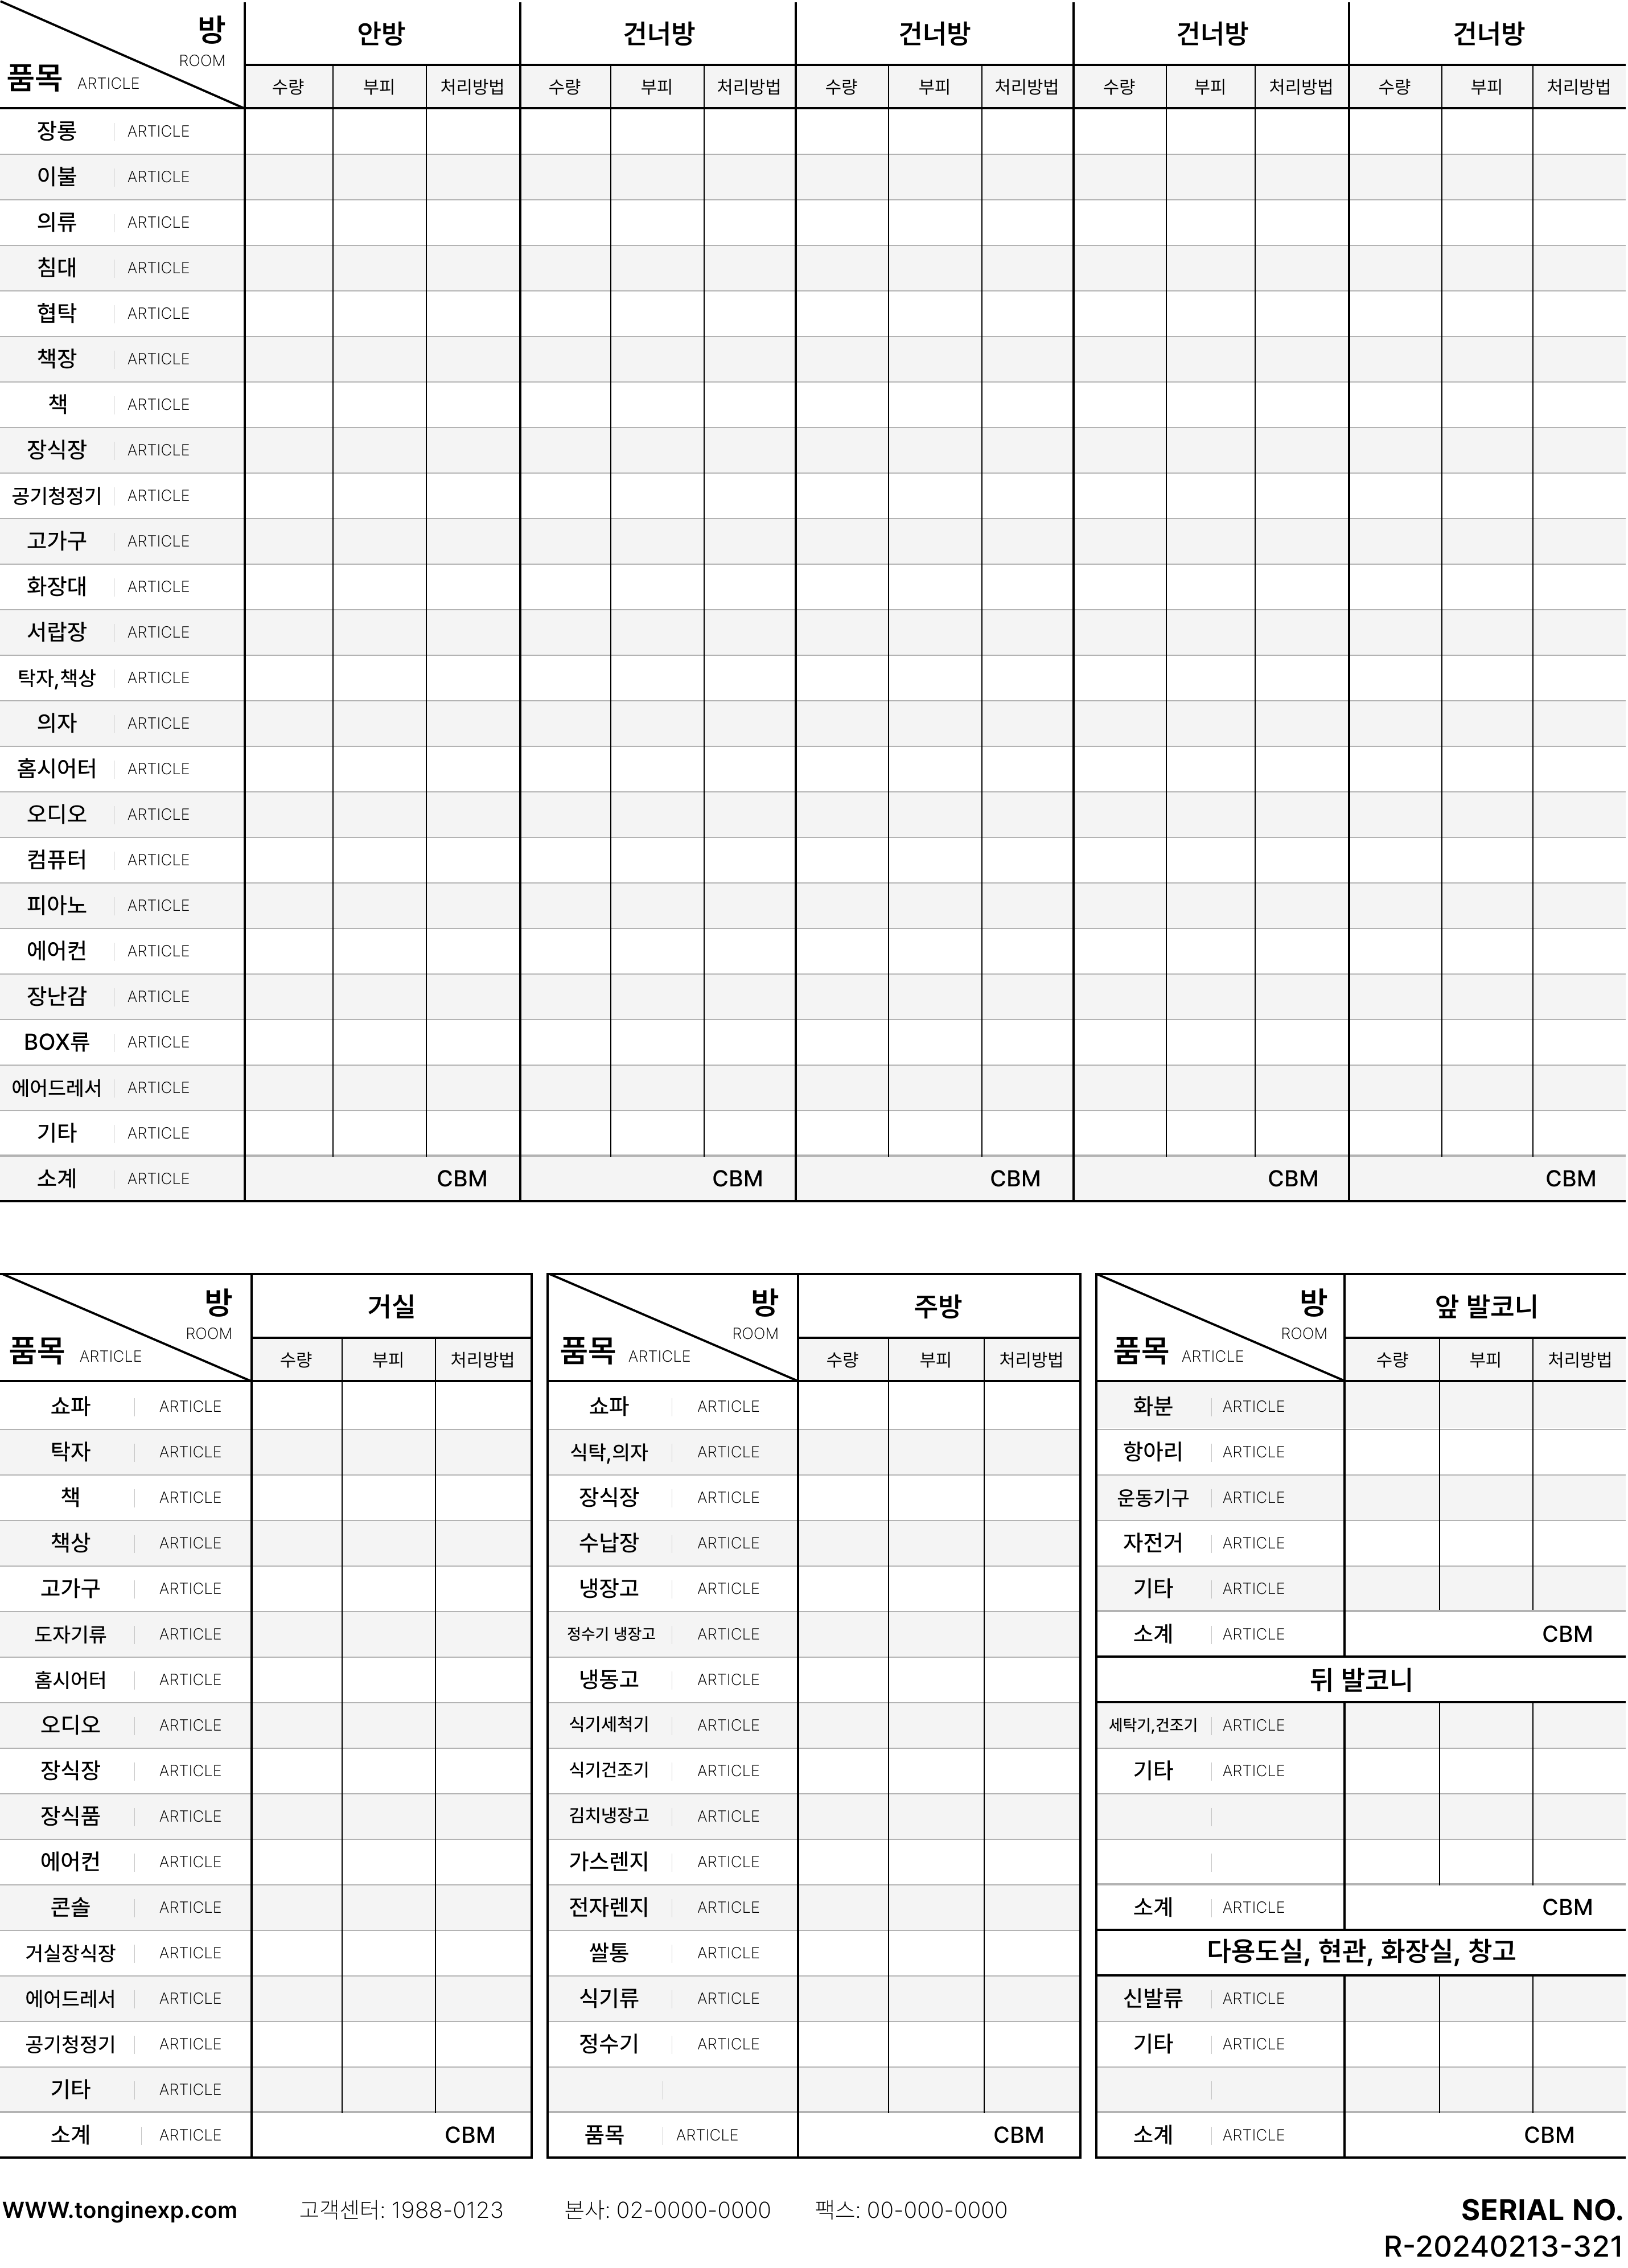 방 안방 건너방 건너방 건너방 건너방
ROOM
품목 ARTICLE 수량 부피 처리방법 수량 부피 처리방법 수량 부피 처리방법 수량 부피 처리방법 수량 부피 처리방법
장롱 ARTICLE
이불 ARTICLE
의류 ARTICLE
침대 ARTICLE
협탁 ARTICLE
책장 ARTICLE
책 ARTICLE
장식장 ARTICLE
공기청정기 ARTICLE
고가구 ARTICLE
화장대 ARTICLE
서랍장 ARTICLE
탁자,책상 ARTICLE
의자 ARTICLE
홈시어터 ARTICLE
오디오 ARTICLE
컴퓨터 ARTICLE
피아노 ARTICLE
에어컨 ARTICLE
장난감 ARTICLE
BOX류 ARTICLE
에어드레서 ARTICLE
기타 ARTICLE
소계 ARTICLE CBM CBM CBM CBM CBM
방 거실
ROOM
품목 ARTICLE 수량 부피 처리방법
쇼파 ARTICLE
탁자 ARTICLE
책 ARTICLE
책상 ARTICLE
고가구 ARTICLE
도자기류 ARTICLE
홈시어터 ARTICLE
오디오 ARTICLE
장식장 ARTICLE
장식품 ARTICLE
에어컨 ARTICLE
콘솔 ARTICLE
거실장식장 ARTICLE
에어드레서 ARTICLE
공기청정기 ARTICLE
기타 ARTICLE
소계 ARTICLE CBM
방 주방
ROOM
품목 ARTICLE 수량 부피 처리방법
쇼파 ARTICLE
식탁,의자 ARTICLE
장식장 ARTICLE
수납장 ARTICLE
냉장고 ARTICLE
정수기 냉장고 ARTICLE
냉동고 ARTICLE
식기세척기 ARTICLE
식기건조기 ARTICLE
김치냉장고 ARTICLE
가스렌지 ARTICLE
전자렌지 ARTICLE
쌀통 ARTICLE
식기류 ARTICLE
정수기 ARTICLE
품목 ARTICLE CBM
방 앞 발코니
ROOM
품목 ARTICLE 수량 부피 처리방법
화분 ARTICLE
항아리 ARTICLE
운동기구 ARTICLE
자전거 ARTICLE
기타 ARTICLE
소계 ARTICLE CBM
뒤 발코니
세탁기,건조기 ARTICLE
기타 ARTICLE
소계 ARTICLE CBM
다용도실, 현관, 화장실, 창고
신발류 ARTICLE
기타 ARTICLE
소계 ARTICLE CBM
WWW.tonginexp.com 고객센터: 1988-0123 본사: 02-0000-0000 팩스: 00-000-0000
SERIAL NO.
R-20240213-321